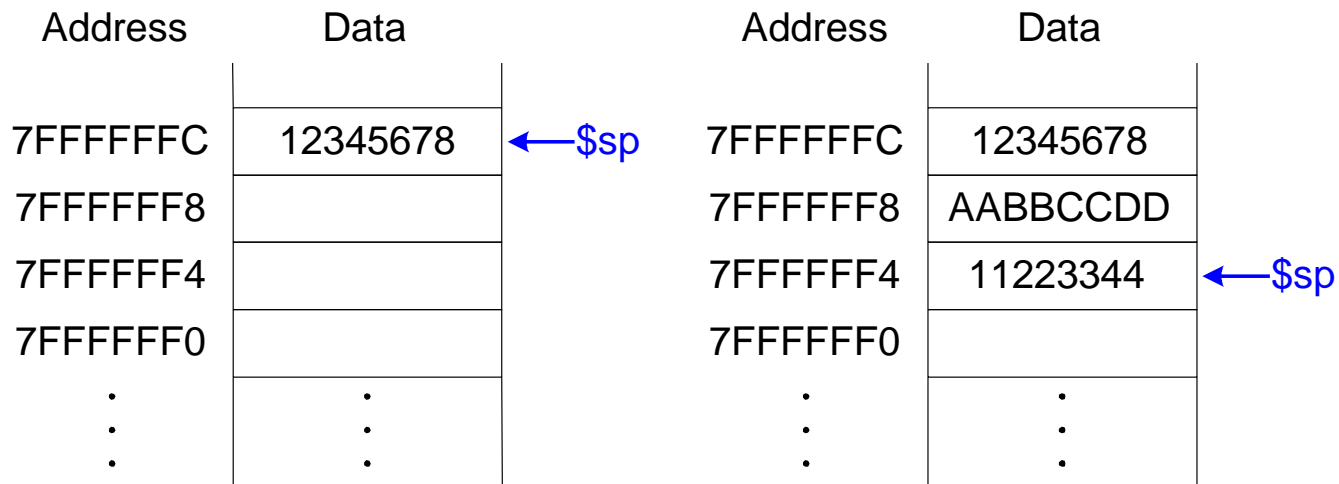 Address Data Address Data
7FFFFFFC 12345678 $sp 7FFFFFFC 12345678
7FFFFFF8 7FFFFFF8 AABBCCDD
7FFFFFF4 7FFFFFF4 11223344 $sp
7FFFFFF0 7FFFFFF0